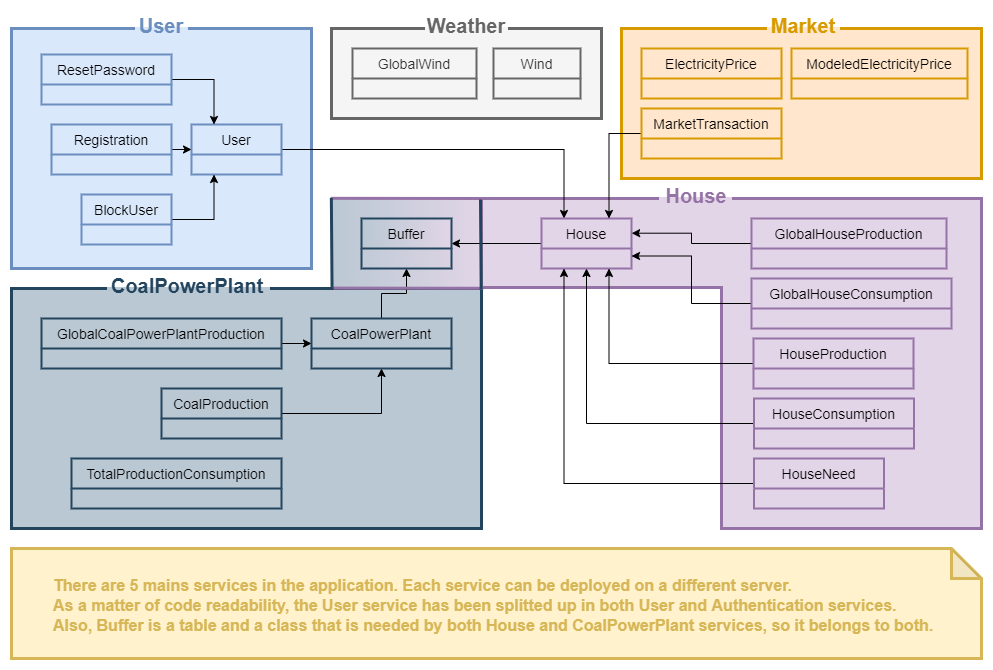 User
ResetPassword
Registration
User
BlockUser
Weather
GlobalWind
Wind
Market
ElectricityPrice
ModeledElectricityPrice
MarketTransaction
House
Buffer
House
GlobalHouseProduction
GlobalHouseConsumption
HouseProduction
HouseConsumption
HouseNeed
CoalPowerPlant
GlobalCoalPowerPlantProduction
CoalPowerPlant
CoalProduction
TotalProductionConsumption
There are 5 mains services in the application. Each service can be deployed on a different server.
As a matter of code readability, the User service has been splitted up in both User and Authentication services.
Also, Buffer is a table and a class that is needed by both House and CoalPowerPlant services, so it belongs to both.